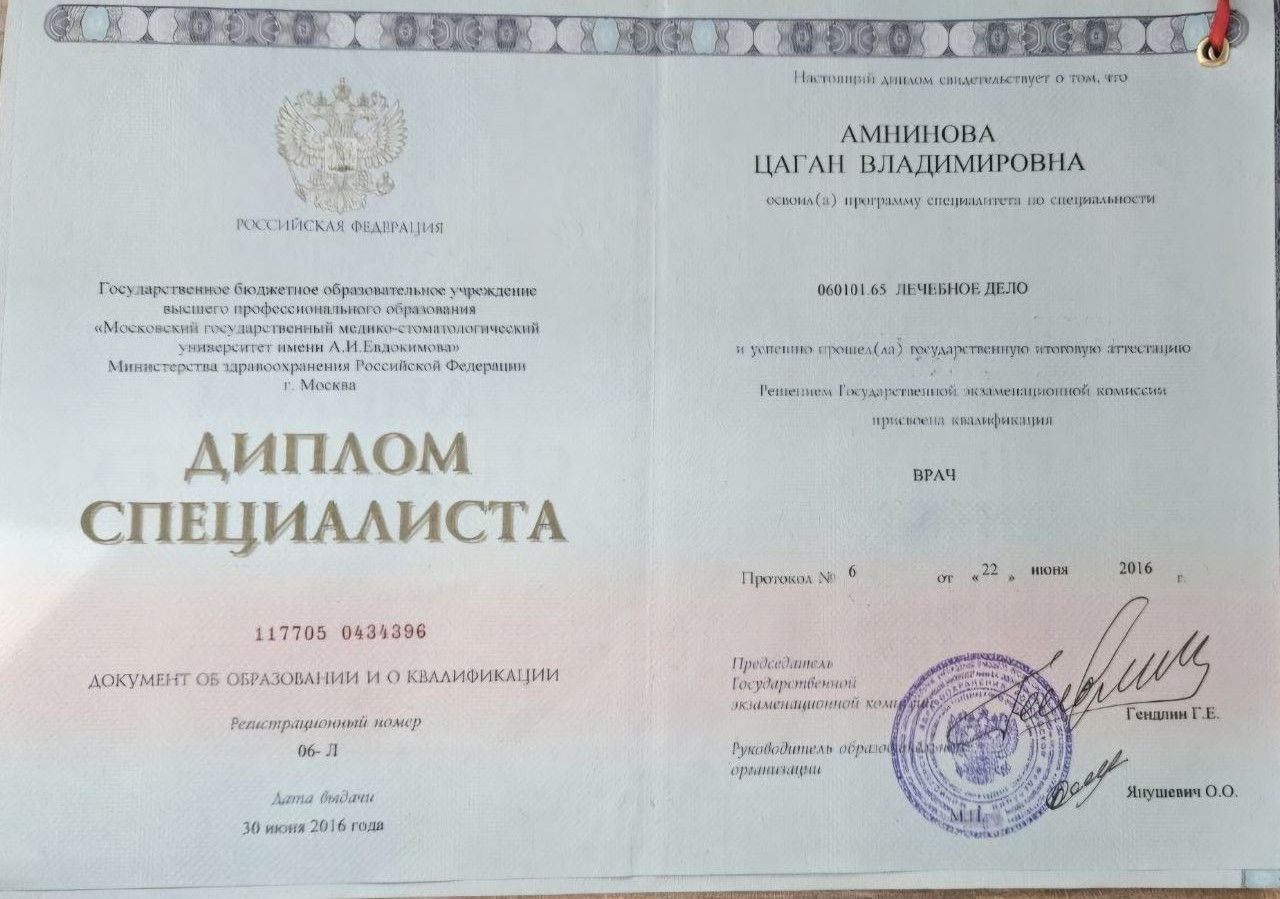 РОССИЙСКАЯ ФЕДЕРАЦИЯ
Государственное бюджетное образовательное учреждение
высшего профессионального образования
«Московский государственный медико-стоматологический
университет имени А.И.Евдокимова»
Министерства здравоохранения Российской Федерации
г. Москва
ДИПЛОМ
СПЕЦИАЛИСТА
117705 0434396
ДОКУМЕНТ ОБ ОБРАЗОВАНИИ И О КВАЛИФИКАЦИИ
Регистрационный номер
06- Л
Дата выдачи
30 июня 2016 года
Настоящий диплом свидетельствует о том, что
АМНИНОВА
ЦАГАН ВЛАДИМИРОВНА
освоил(а) программу специалитета по специальности
060101.65 ЛЕЧЕБНОЕ ДЕЛО
и успешно прошел(ла) государственную итоговую аттестацию
Решением Государственной экзаменационной комиссии
присвоена квалификация
ВРАЧ
Протокол № 6 от «22» июня 2016 г.
Председатель
Государственной
экзаменационной комиссии
Гендлин Г.Е.
Руководитель образовательной
организации
Янушевич О.О.
М.П.